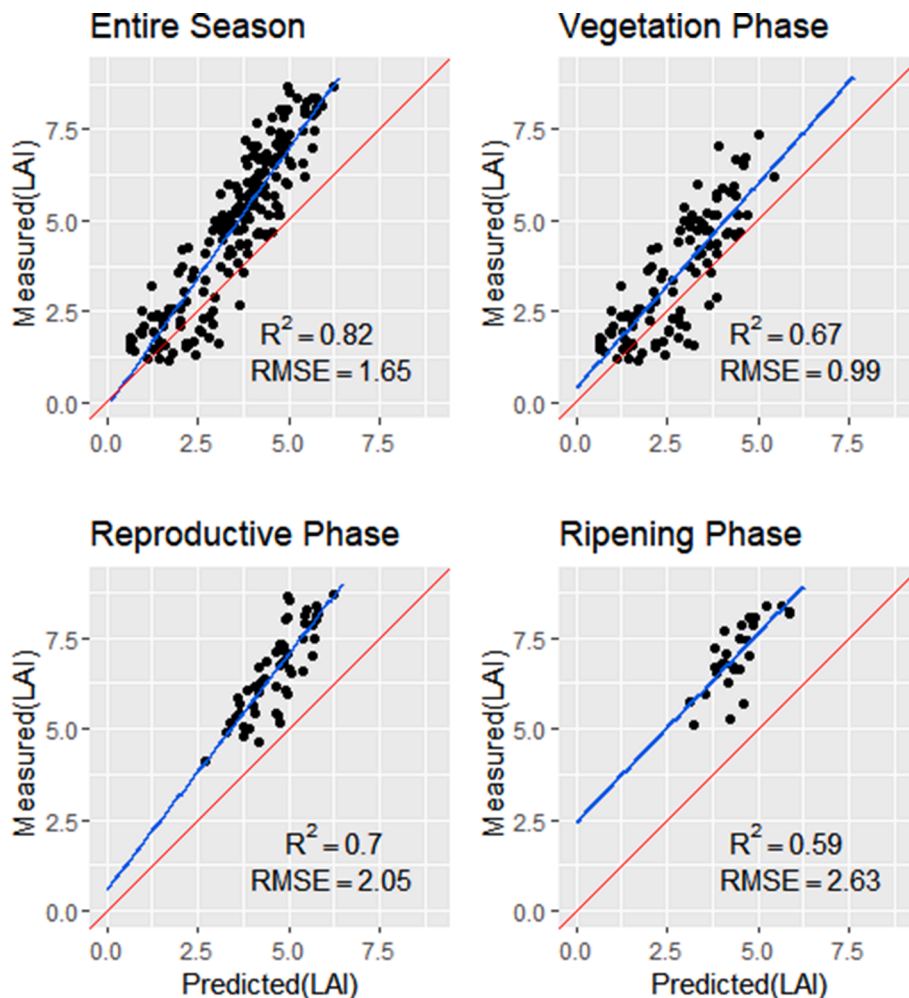 Entire Season
Vegetation Phase
Measured(LAI)
7.5
5.0
2.5
0.0
R² = 0.82
RMSE = 1.65
0.0 2.5 5.0 7.5
Measured(LAI)
7.5
5.0
2.5
0.0
R² = 0.67
RMSE = 0.99
0.0 2.5 5.0 7.5
Reproductive Phase
Ripening Phase
Measured(LAI)
7.5
5.0
2.5
0.0
R² = 0.7
RMSE = 2.05
0.0 2.5 5.0 7.5
Predicted(LAI)
Measured(LAI)
7.5
5.0
2.5
0.0
R² = 0.59
RMSE = 2.63
0.0 2.5 5.0 7.5
Predicted(LAI)